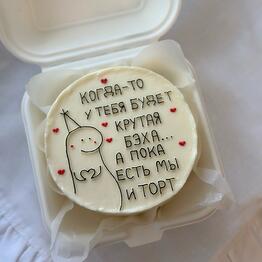 КОГДА-ТО
У ТЕБЯ БУДЕТ
КРУТАЯ
БЭХА...
А ПОКА
ЕСТЬ МЫ
И ТОРТ